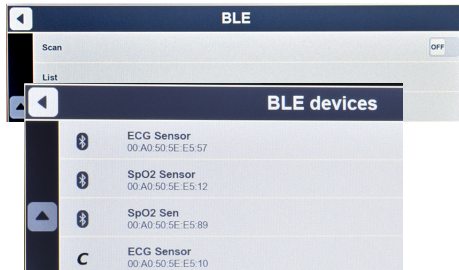 BLE
Scan
OFF
List
BLE devices
ECG Sensor
00:A0:50:5E:E5:57
SpO2 Sensor
00:A0:50:5E:E5:12
SpO2 Sen
00:A0:50:5E:E5:89
C
ECG Sensor
00:A0:50:5E:E5:10